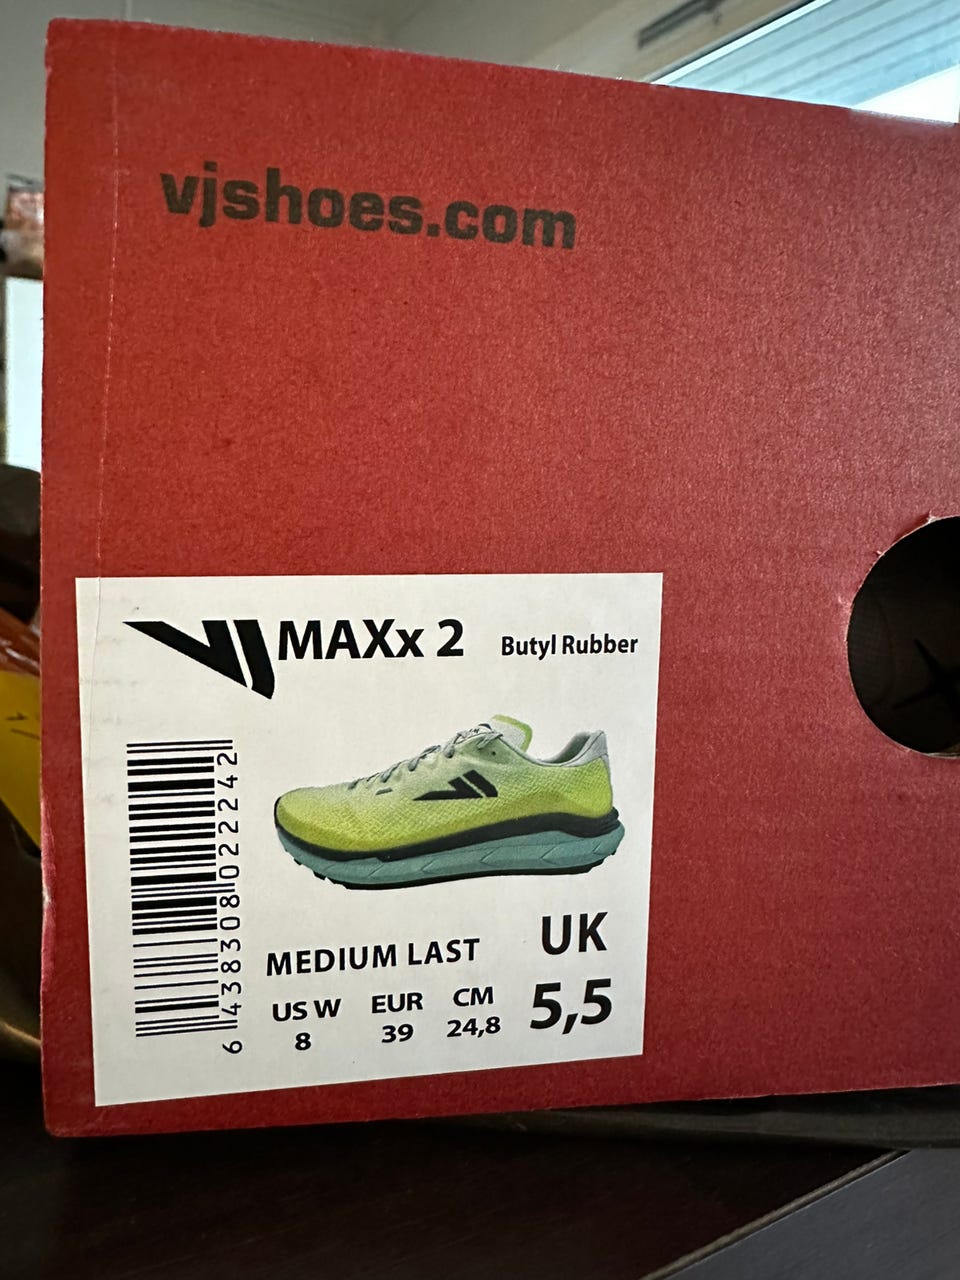 vjshoes.com
VJ MAXx 2 Butyl Rubber
6 438308 022242
MEDIUM LAST
UK
US W EUR CM
8 39 24,8
5,5